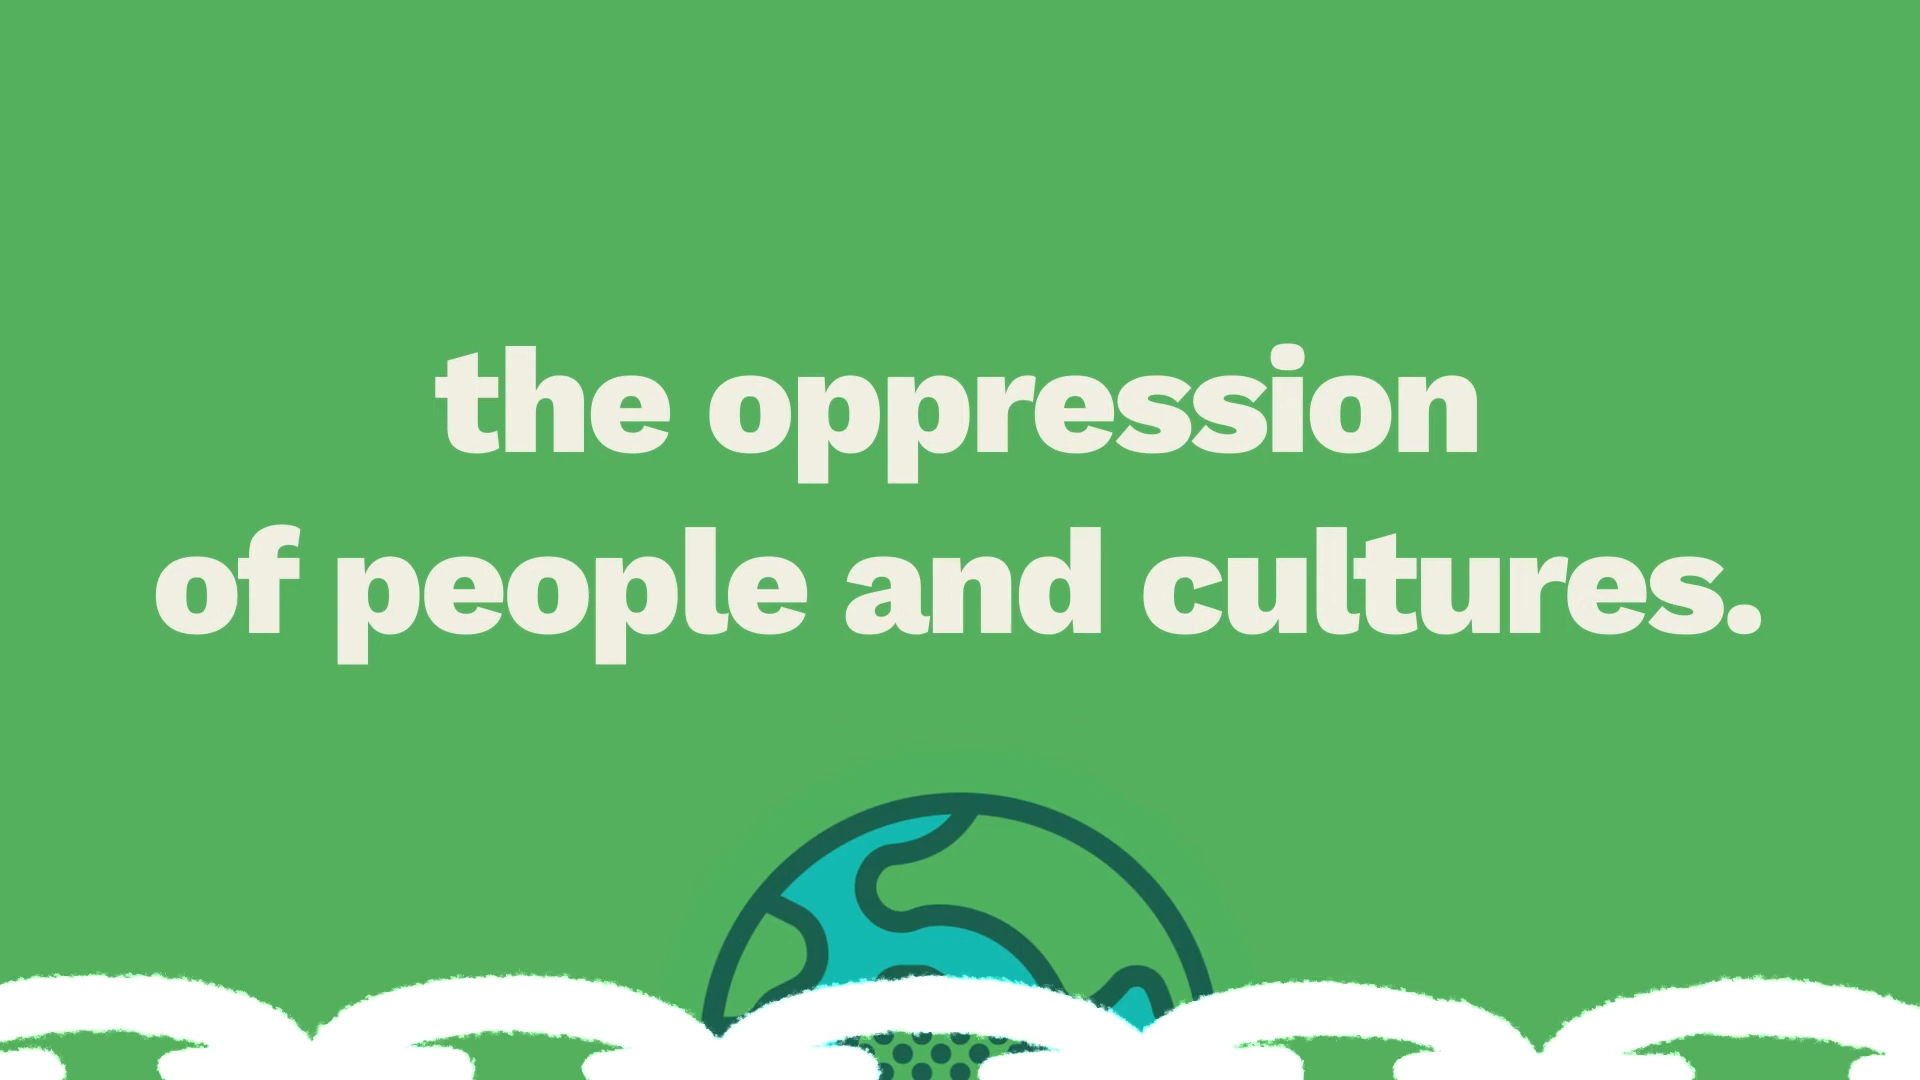 the oppression
of people and cultures.